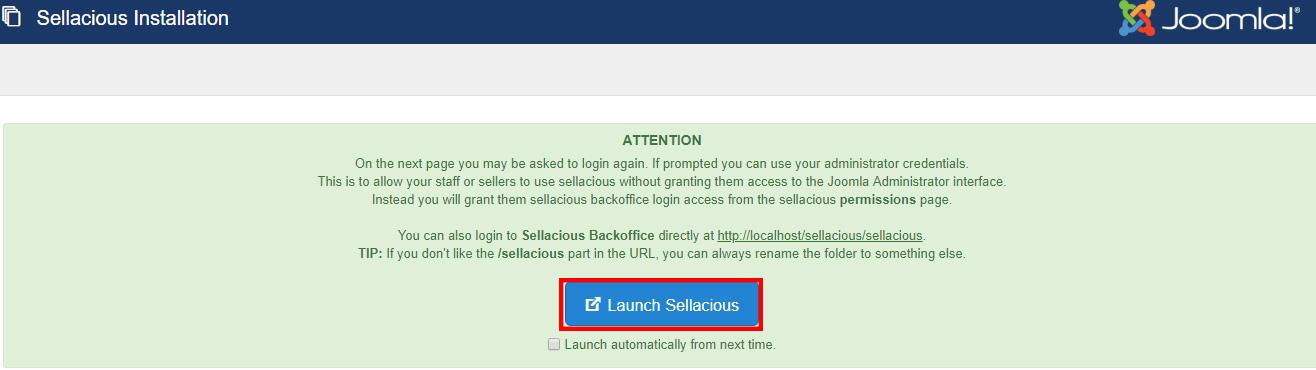 Sellacious Installation
Joomla!®
ATTENTION
On the next page you may be asked to login again. If prompted you can use your administrator credentials.
This is to allow your staff or sellers to use sellacious without granting them access to the Joomla Administrator interface.
Instead you will grant them sellacious backoffice login access from the sellacious permissions page.
You can also login to Sellacious Backoffice directly at http://localhost/sellacious/sellacious.
TIP: If you don't like the /sellacious part in the URL, you can always rename the folder to something else.
Launch Sellacious
Launch automatically from next time.